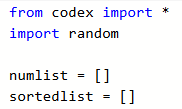 from codex import *
import random

numlist = []
sortedlist = []